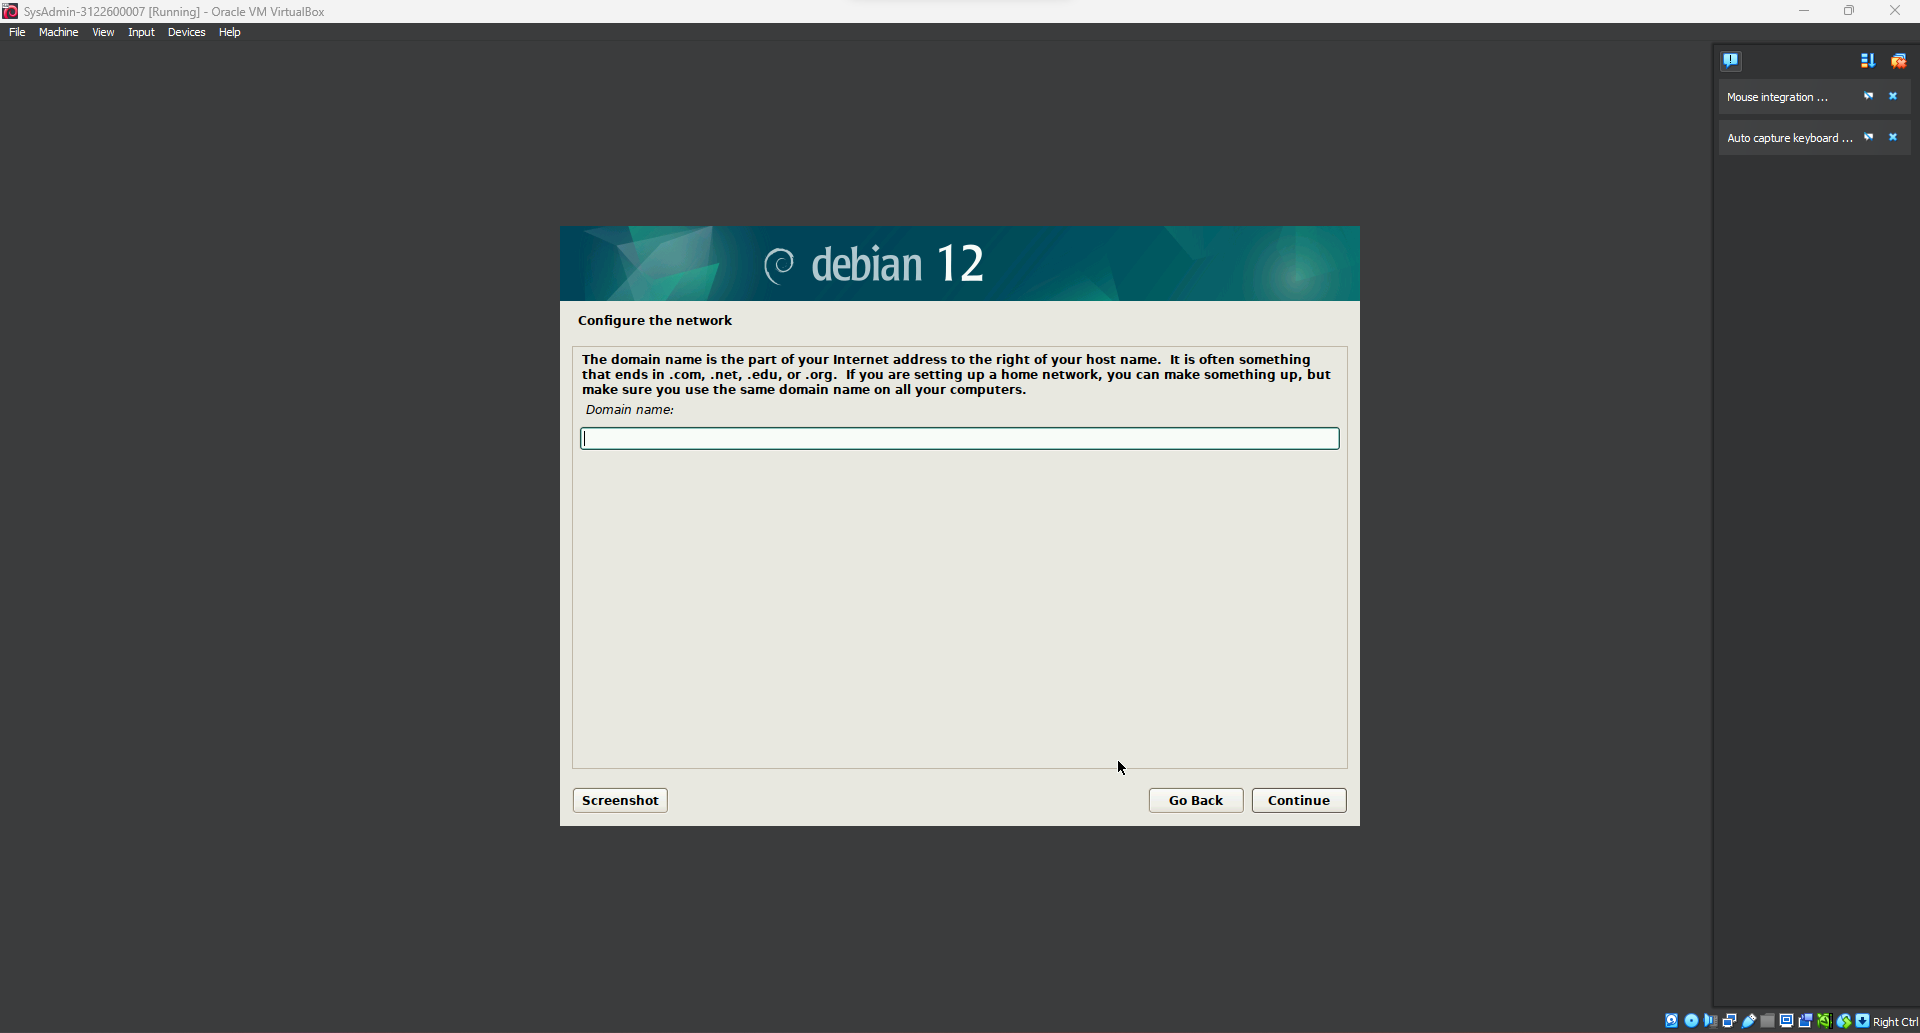 SysAdmin-3122600007 [Running] - Oracle VM VirtualBox
File Machine View Input Devices Help
Mouse integration ...
Auto capture keyboard ...
debian 12
Configure the network
The domain name is the part of your Internet address to the right of your host name.  It is often something
that ends in .com, .net, .edu, or .org.  If you are setting up a home network, you can make something up, but
make sure you use the same domain name on all your computers.
Domain name:
Screenshot
Go Back
Continue
Right Ctrl